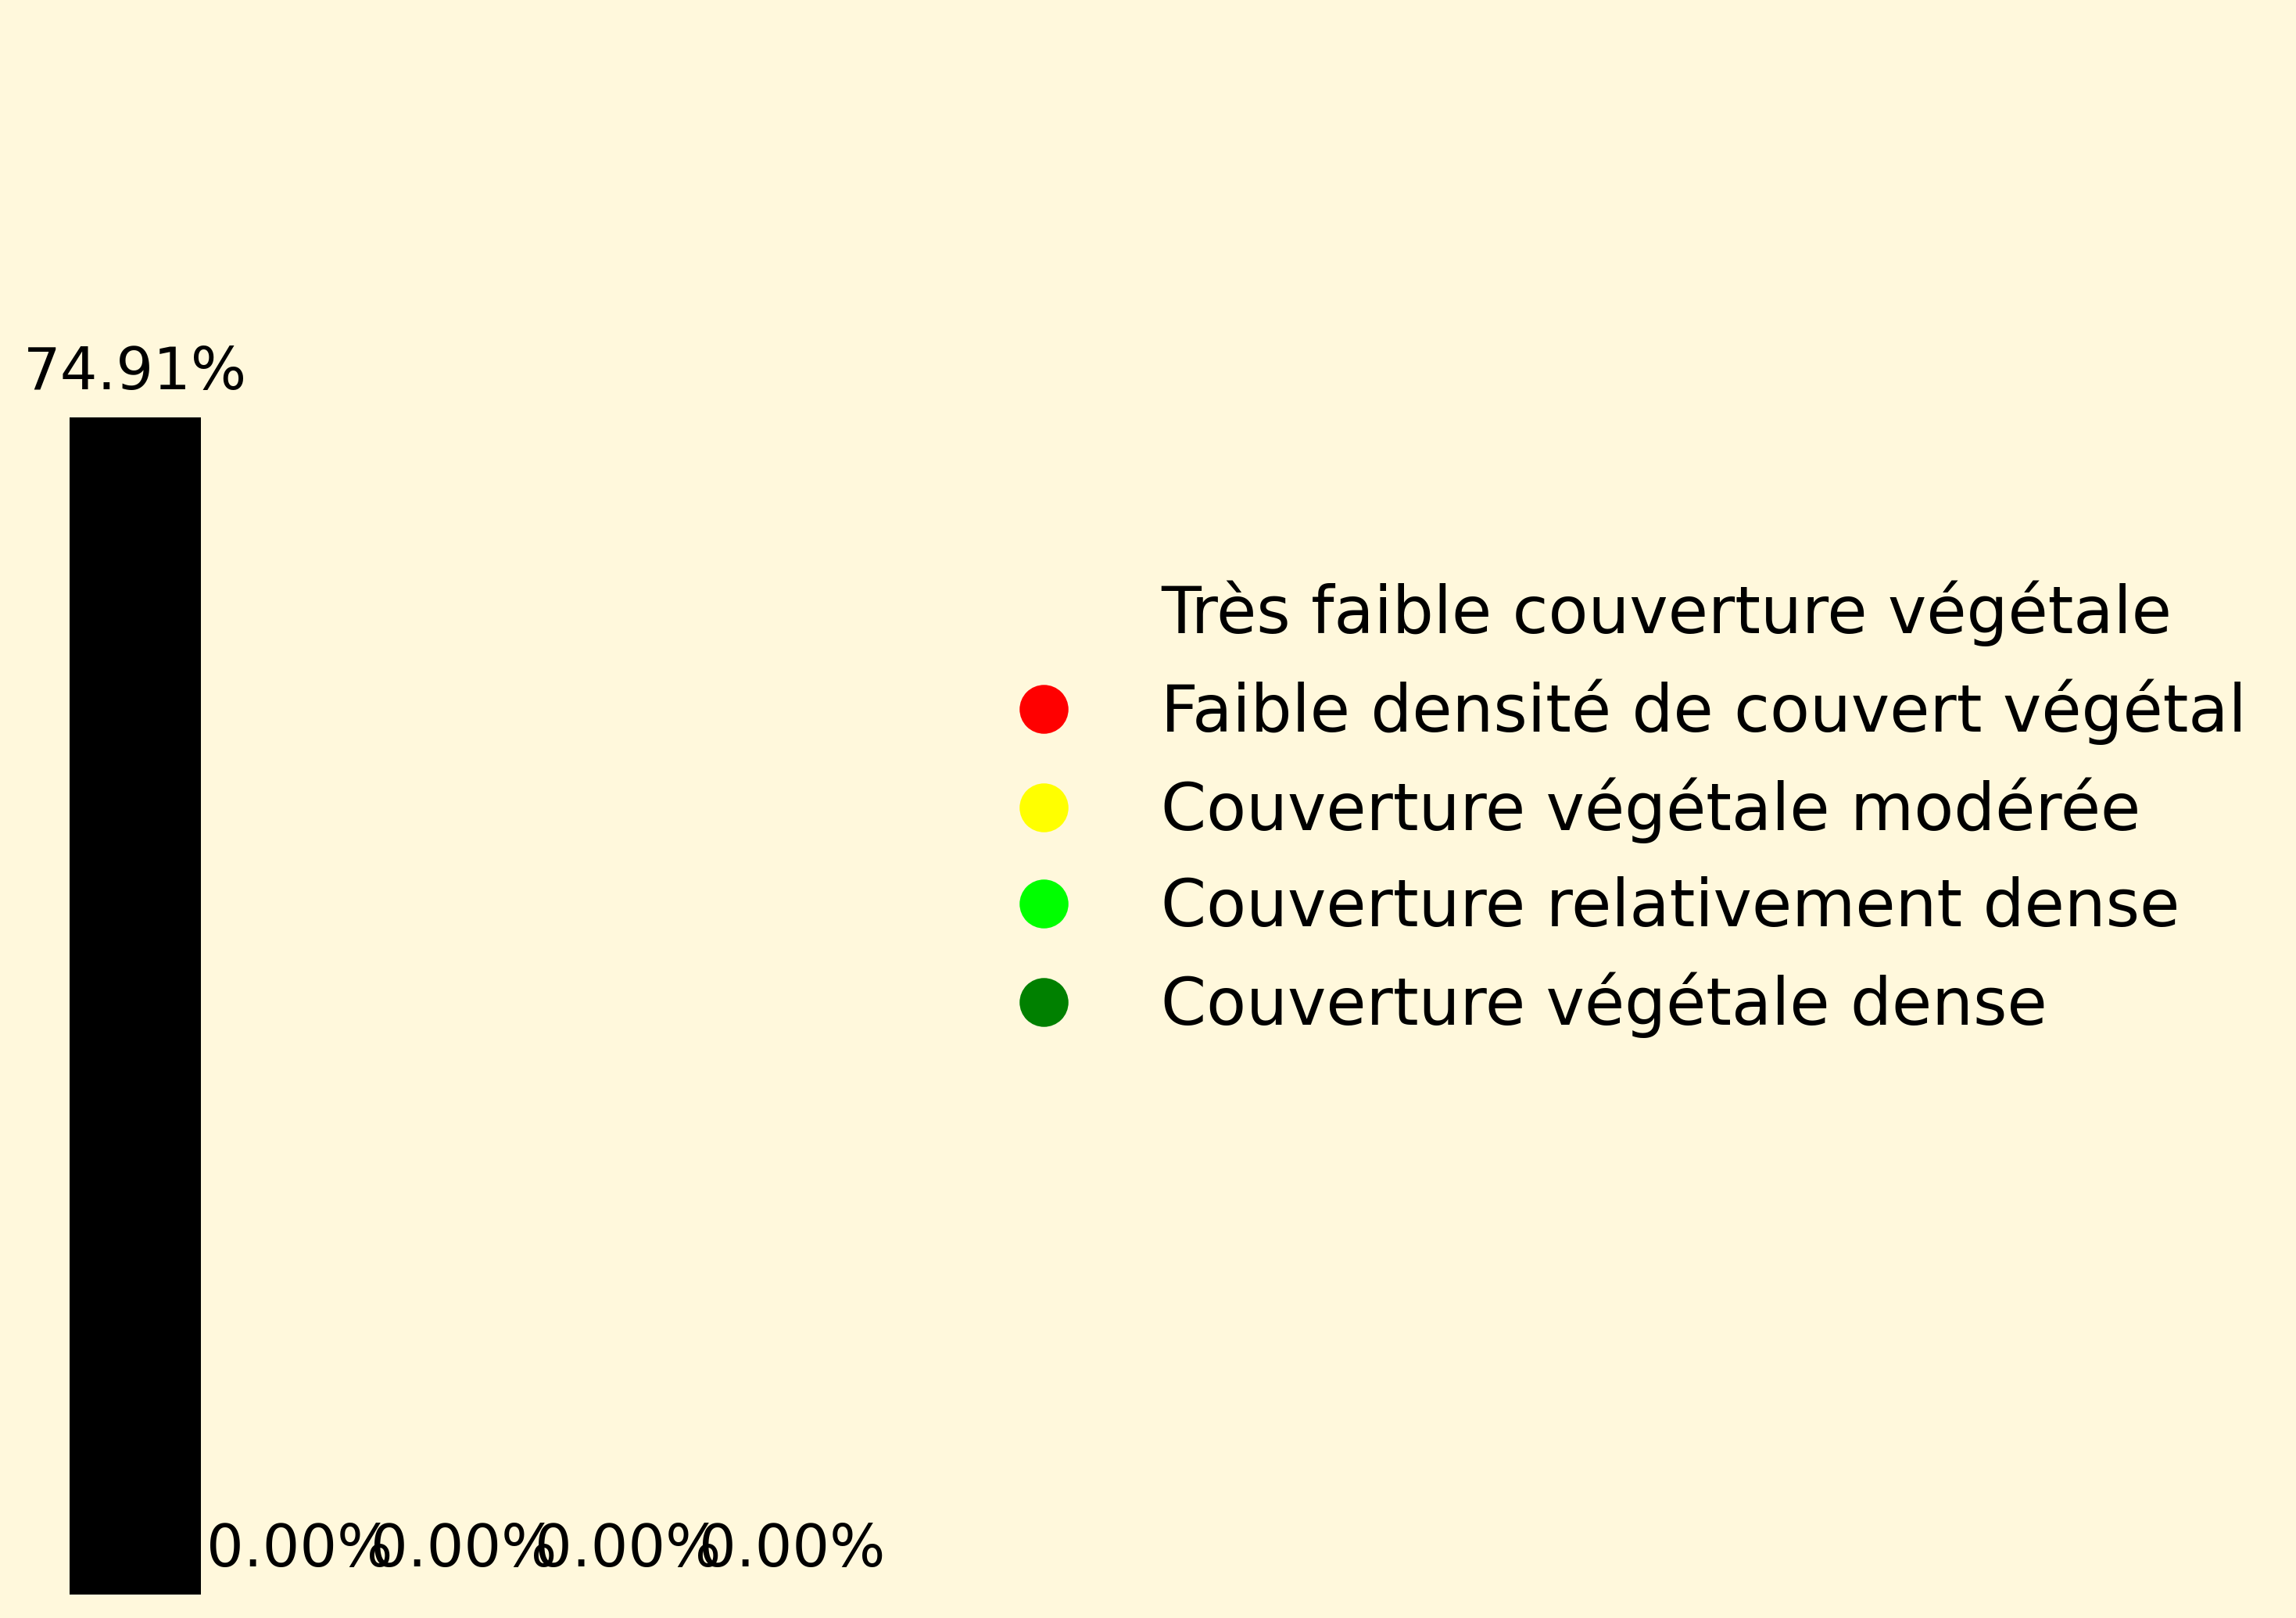 74.91%
Très faible couverture végétale
Faible densité de couvert végétal
Couverture végétale modérée
Couverture relativement dense
Couverture végétale dense
0.00% 0.00% 0.00% 0.00%